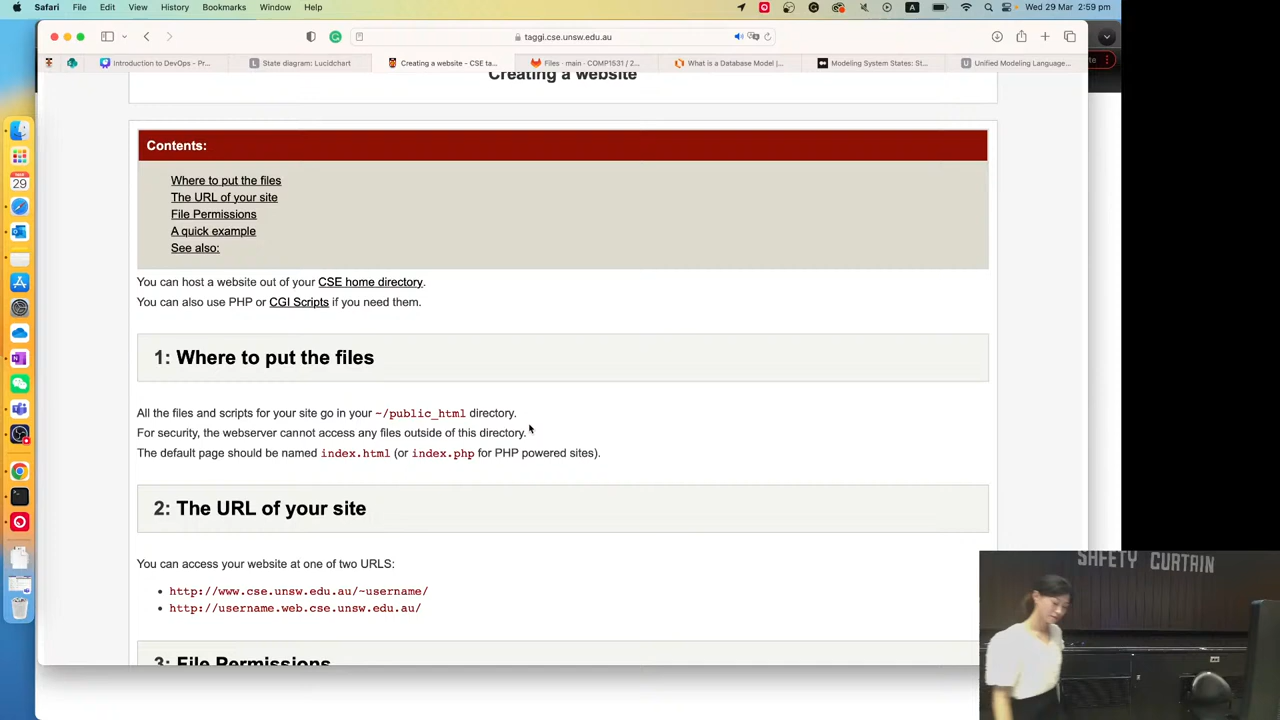 Safari File Edit View History Bookmarks Window Help
A
Wed 29 Mar 2:59 pm
taggi.cse.unsw.edu.au
Introduction to DevOps - Pr...
State diagram: Lucidchart
Creating a website - CSE ta...
Files · main · COMP1531 / 2...
What is a Database Model |...
Modeling System States: St...
Unified Modeling Language...
Creating a website
Contents:
Where to put the files
The URL of your site
File Permissions
A quick example
See also:
You can host a website out of your CSE home directory.
You can also use PHP or CGI Scripts if you need them.
1: Where to put the files
All the files and scripts for your site go in your ~/public_html directory.
For security, the webserver cannot access any files outside of this directory.
The default page should be named index.html (or index.php for PHP powered sites).
2: The URL of your site
You can access your website at one of two URLS:
http://www.cse.unsw.edu.au/~username/
http://username.web.cse.unsw.edu.au/
3: File Permissions
29
SAFETY CURTAIN